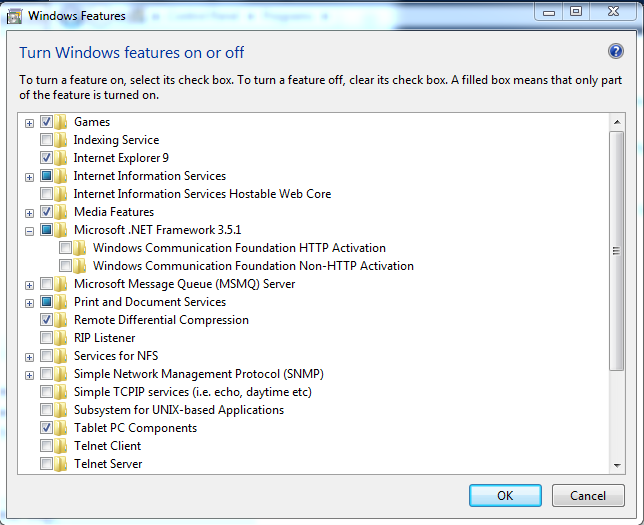 Windows Features
Turn Windows features on or off
To turn a feature on, select its check box. To turn a feature off, clear its check box. A filled box means that only part
of the feature is turned on.
Games
Indexing Service
Internet Explorer 9
Internet Information Services
Internet Information Services Hostable Web Core
Media Features
Microsoft .NET Framework 3.5.1
Windows Communication Foundation HTTP Activation
Windows Communication Foundation Non-HTTP Activation
Microsoft Message Queue (MSMQ) Server
Print and Document Services
Remote Differential Compression
RIP Listener
Services for NFS
Simple Network Management Protocol (SNMP)
Simple TCPIP services (i.e. echo, daytime etc)
Subsystem for UNIX-based Applications
Tablet PC Components
Telnet Client
Telnet Server
OK Cancel